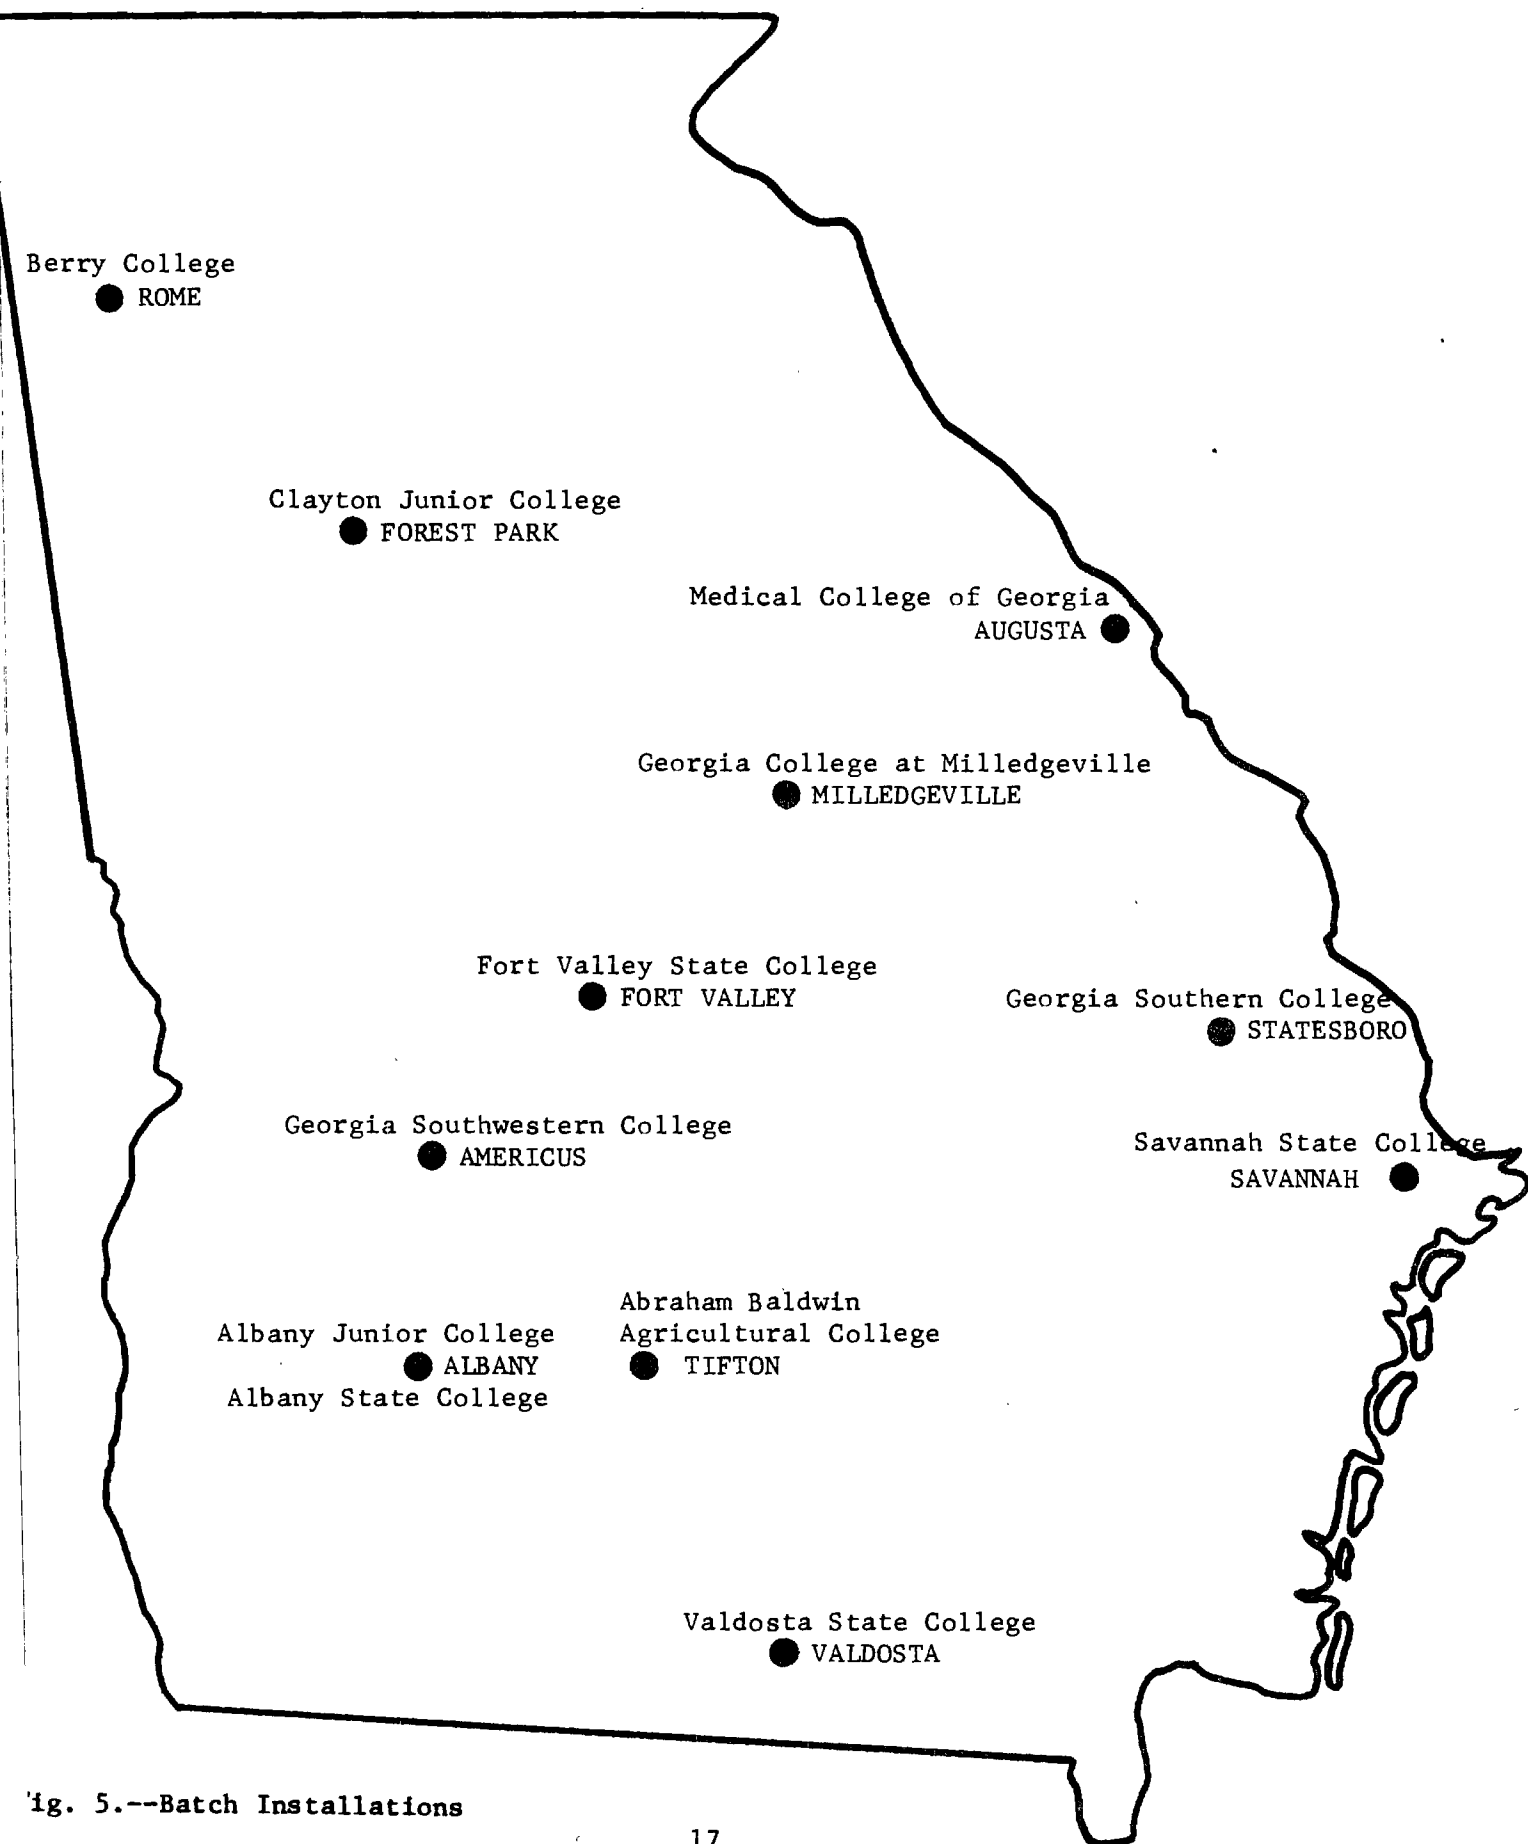 Berry College
ROME
Clayton Junior College
FOREST PARK
Medical College of Georgia
AUGUSTA
Georgia College at Milledgeville
MILLEDGEVILLE
Fort Valley State College
FORT VALLEY
Georgia Southern College
STATESBORO
Georgia Southwestern College
AMERICUS
Savannah State College
SAVANNAH
Albany Junior College
ALBANY
Albany State College
Abraham Baldwin
Agricultural College
TIFTON
Valdosta State College
VALDOSTA
ig. 5.--Batch Installations
17